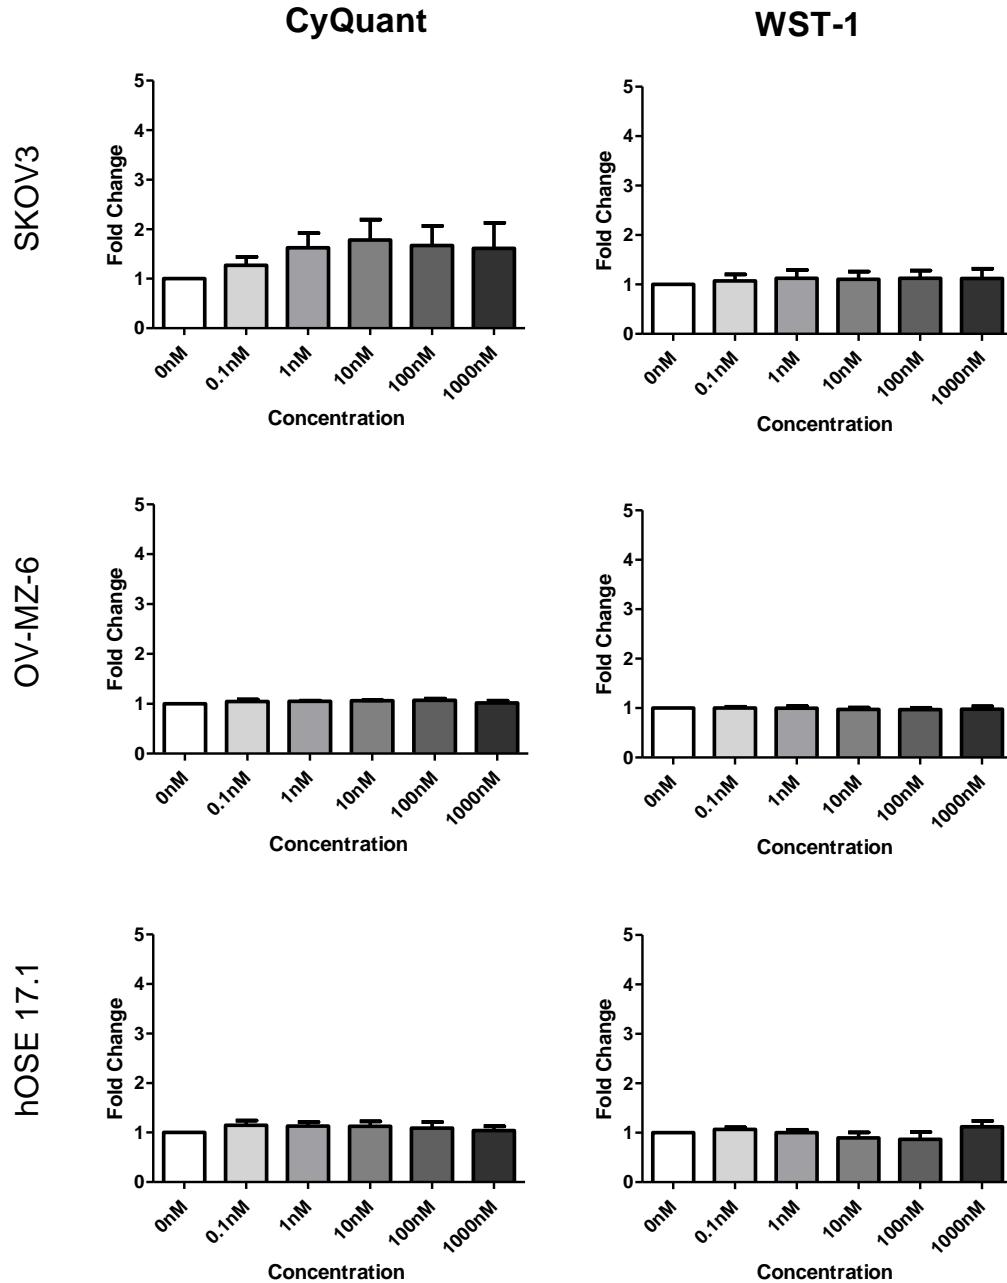 CyQuant
WST-1
SKOV3
Fold Change
5
4
3
2
1
0
0nM
0.1nM
1nM
10nM
100nM
1000nM
Concentration
Fold Change
5
4
3
2
1
0
0nM
0.1nM
1nM
10nM
100nM
1000nM
Concentration
OV-MZ-6
Fold Change
5
4
3
2
1
0
0nM
0.1nM
1nM
10nM
100nM
1000nM
Concentration
Fold Change
5
4
3
2
1
0
0nM
0.1nM
1nM
10nM
100nM
1000nM
Concentration
hOSE 17.1
Fold Change
5
4
3
2
1
0
0nM
0.1nM
1nM
10nM
100nM
1000nM
Concentration
Fold Change
5
4
3
2
1
0
0nM
0.1nM
1nM
10nM
100nM
1000nM
Concentration